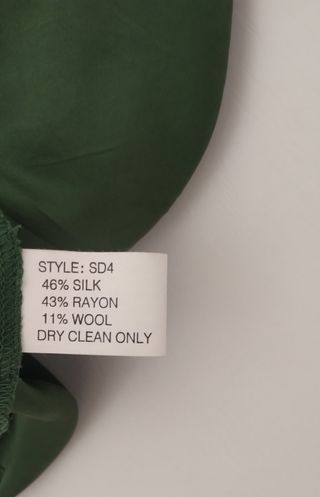 STYLE: SD4
46% SILK
43% RAYON
11% WOOL
DRY CLEAN ONLY